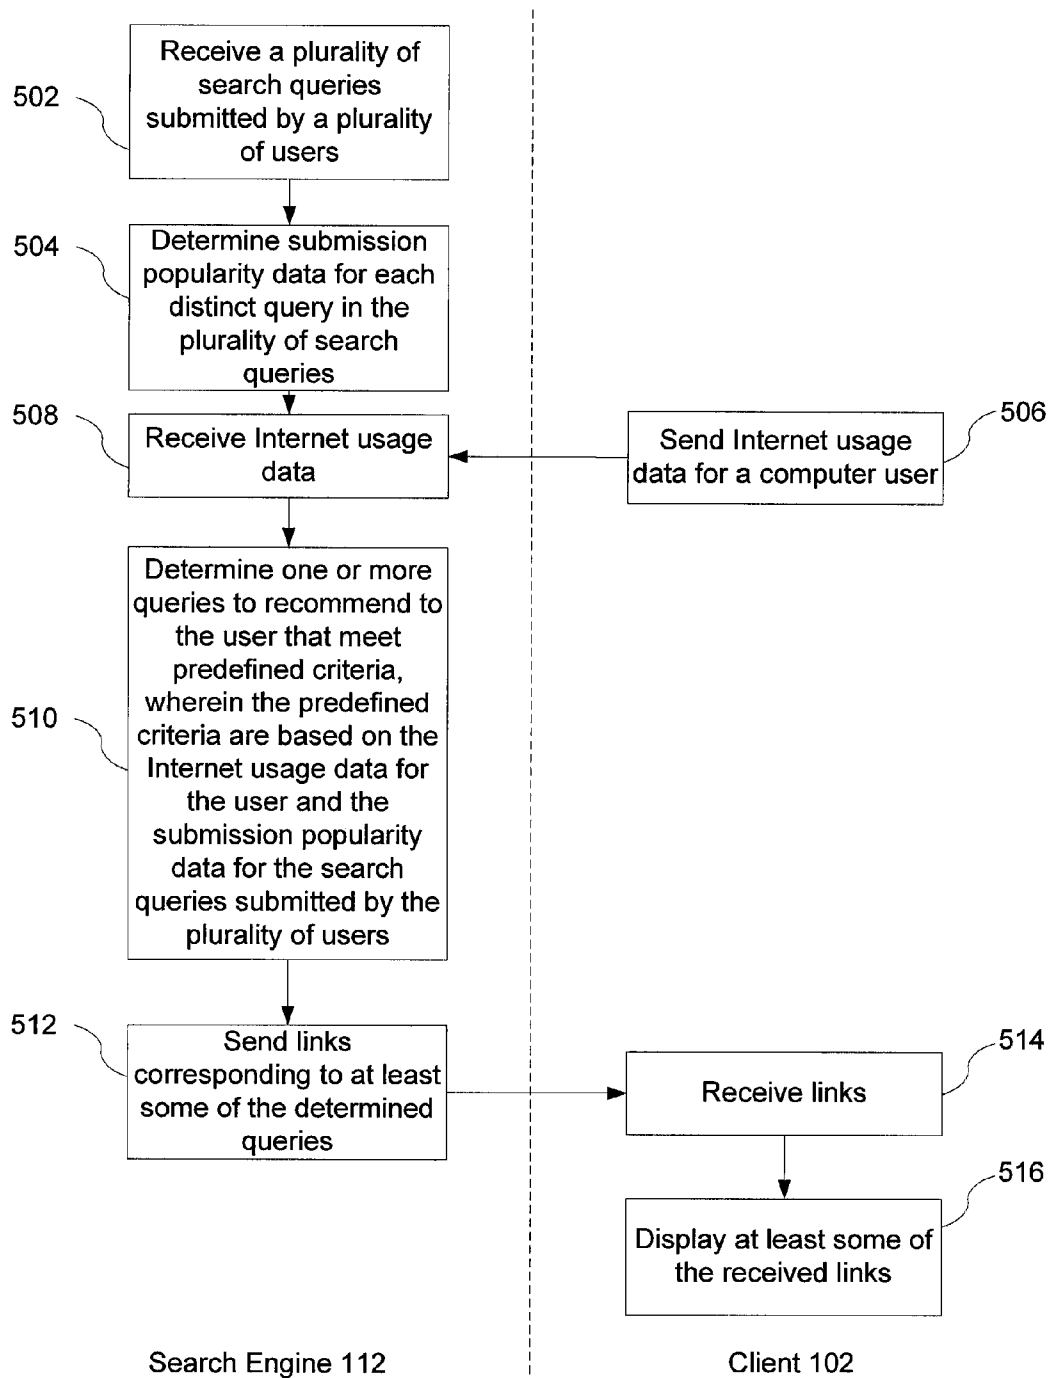 502
Receive a plurality of
search queries
submitted by a plurality
of users
504
Determine submission
popularity data for each
distinct query in the
plurality of search
queries
508
Receive Internet usage
data
506
Send Internet usage
data for a computer user
510
Determine one or more
queries to recommend to
the user that meet
predefined criteria,
wherein the predefined
criteria are based on the
Internet usage data for
the user and the
submission popularity
data for the search
queries submitted by the
plurality of users
512
Send links
corresponding to at least
some of the determined
queries
514
Receive links
516
Display at least some of
the received links
Search Engine 112
Client 102